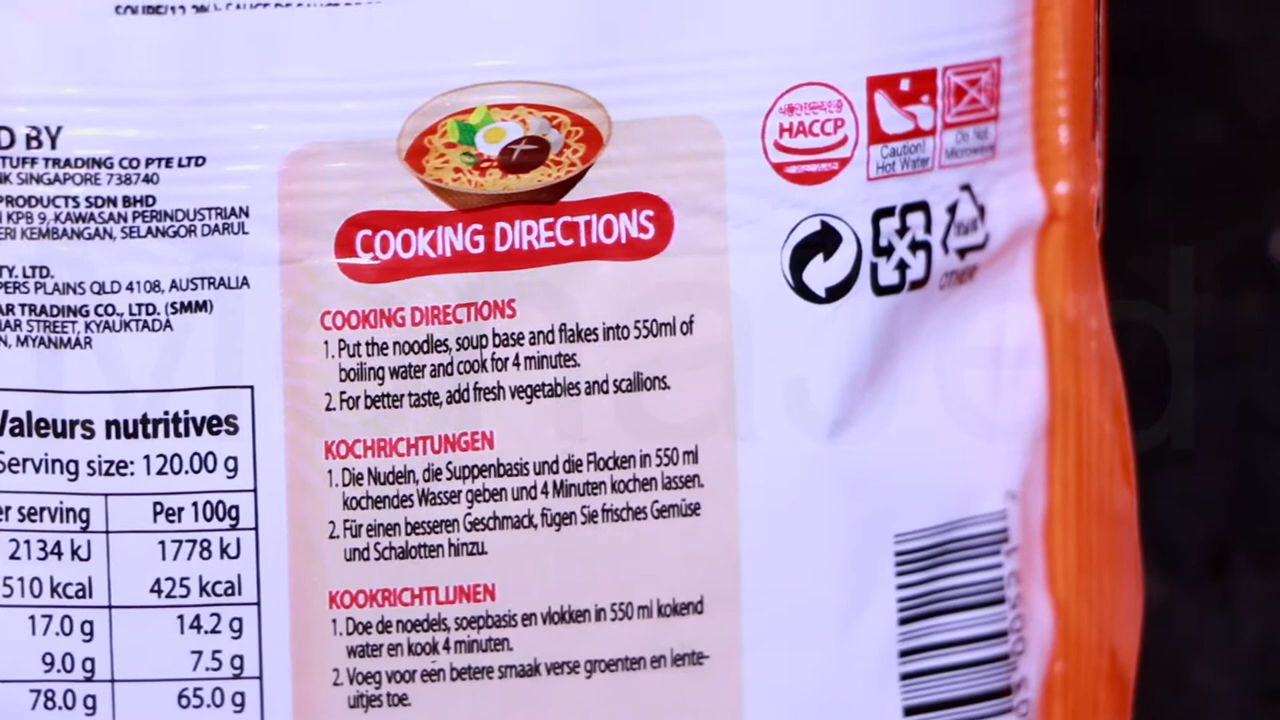 D BY
TUFF TRADING CO PTE LTD
NK SINGAPORE 738740
PRODUCTS SDN BHD
KPB 9, KAWASAN PERINDUSTRIAN
ERI KEMBANGAN, SELANGOR DARUL
TY. LTD.
PERS PLAINS QLD 4108, AUSTRALIA
AR TRADING CO., LTD. (SMM)
AR STREET, KYAUKTADA
N, MYANMAR
Valeurs nutritives
Serving size: 120.00 g
er serving Per 100g
2134 kJ 1778 kJ
510 kcal 425 kcal
17.0 g 14.2 g
9.0 g 7.5 g
78.0 g 65.0 g
COOKING DIRECTIONS
COOKING DIRECTIONS
1. Put the noodles, soup base and flakes into 550ml of
boiling water and cook for 4 minutes.
2. For better taste, add fresh vegetables and scallions.
KOCHRICHTUNGEN
1. Die Nudeln, die Suppenbasis und die Flocken in 550 ml
kochendes Wasser geben und 4 Minuten kochen lassen.
2. Für einen besseren Geschmack, fügen Sie frisches Gemüse
und Schalotten hinzu.
KOOKRICHTLIJNEN
1. Doe de noedels, soepbasis en vlokken in 550 ml kokend
water en kook 4 minuten.
2. Voeg voor een betere smaak verse groenten en lente-
uitjes toe.
HACCP
Caution!
Hot Water
Do Not
Microwave
OTHER